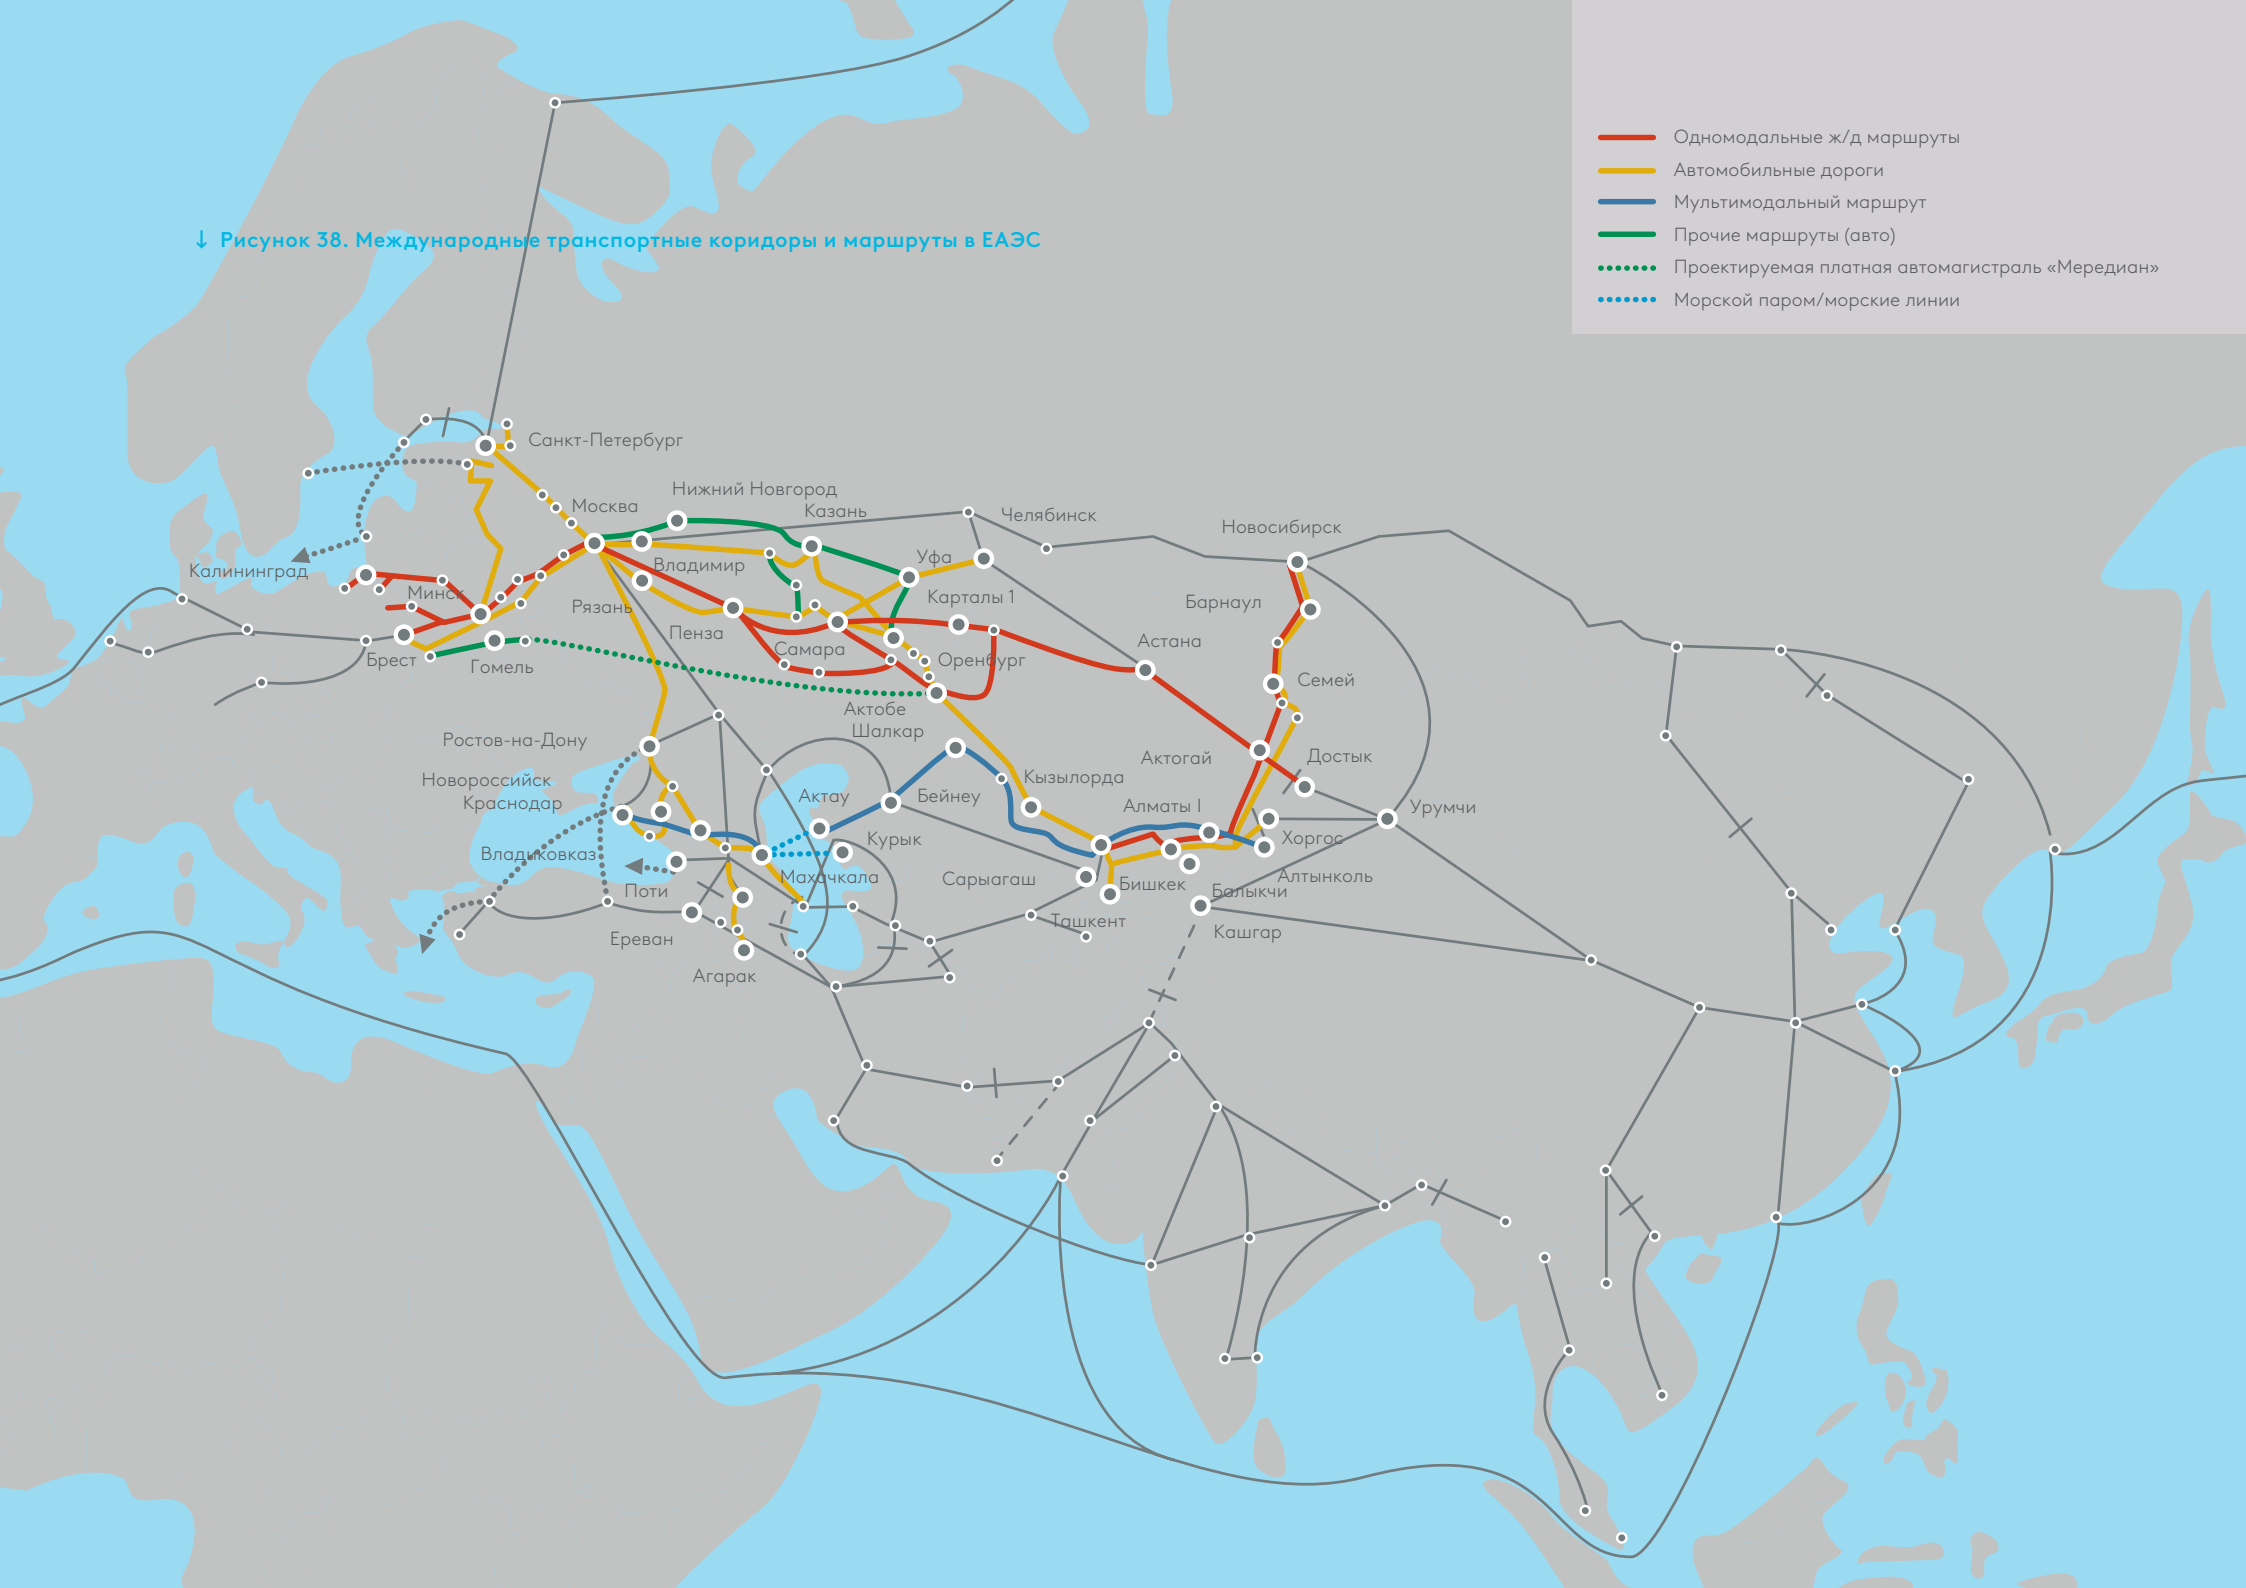 Одномодальные ж/д маршруты
Автомобильные дороги
Мультимодальный маршрут
Прочие маршруты (авто)
Проектируемая платная автомагистраль «Мередиан»
Морской паром/морские линии
↓ Рисунок 38. Международные транспортные коридоры и маршруты в ЕАЭС
Санкт-Петербург
Нижний Новгород
Москва
Казань
Челябинск
Новосибирск
Калининград
Владимир
Уфа
Минск
Рязань
Карталы 1
Барнаул
Пенза
Самара
Астана
Брест
Гомель
Оренбург
Семей
Актобе
Шалкар
Ростов-на-Дону
Актогай
Достык
Новороссийск
Кызылорда
Краснодар
Актау
Бейнеу
Алматы I
Урумчи
Курык
Хоргос
Владиковказ
Махачкала
Сарыагаш
Бишкек
Алтынколь
Поти
Балыкчи
Ташкент
Кашгар
Ереван
Агарак